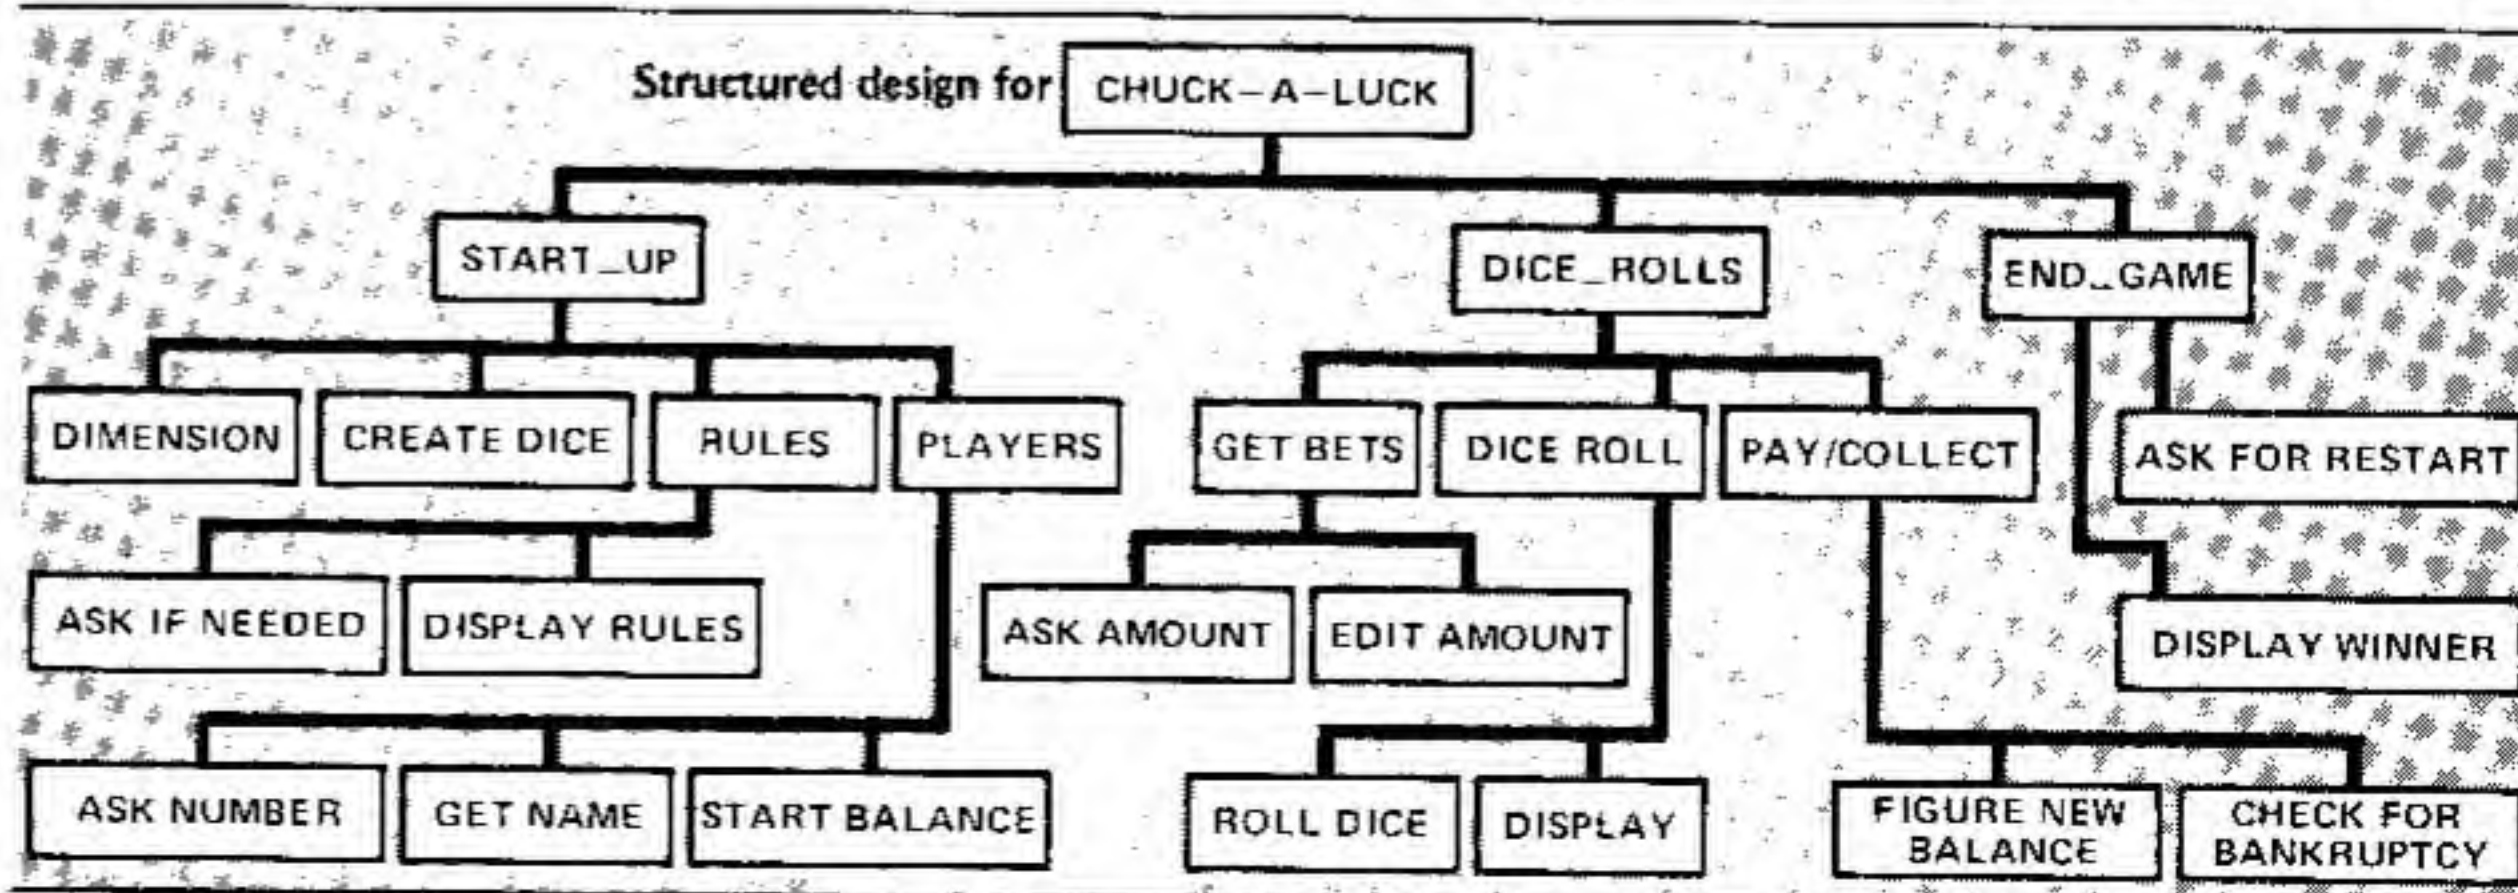 Structured design for CHUCK-A-LUCK
START_UP
DICE_ROLLS
END_GAME
DIMENSION
CREATE DICE
RULES
PLAYERS
GET BETS
DICE ROLL
PAY/COLLECT
ASK FOR RESTART
ASK IF NEEDED
DISPLAY RULES
ASK AMOUNT
EDIT AMOUNT
DISPLAY WINNER
ASK NUMBER
GET NAME
START BALANCE
ROLL DICE
DISPLAY
FIGURE NEW
BALANCE
CHECK FOR
BANKRUPTCY